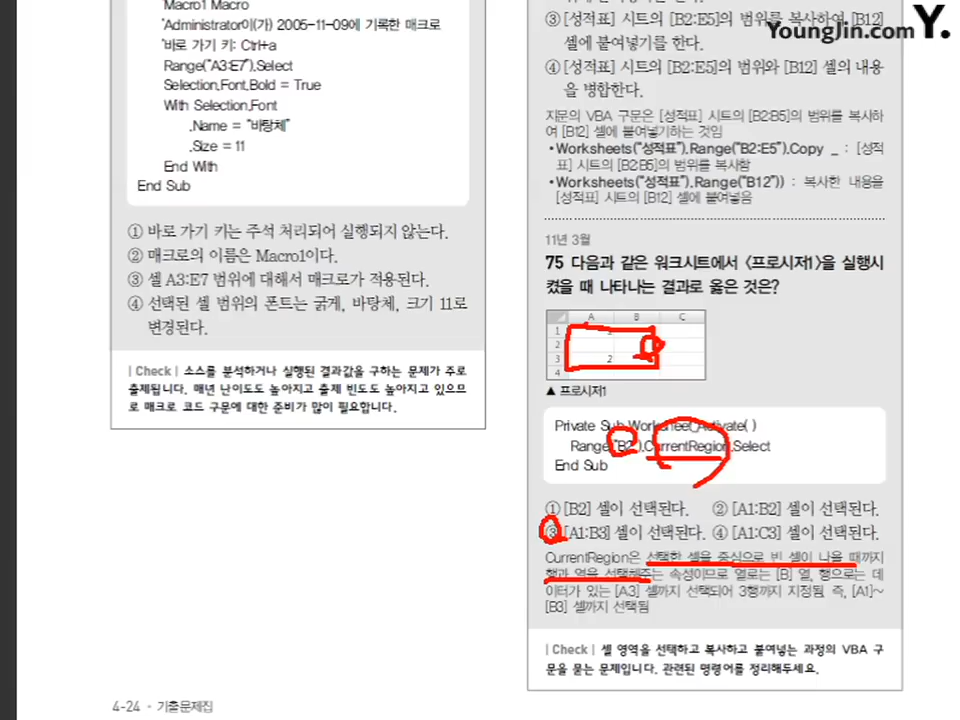 Macro1 Macro
'Administrator이(가) 2005-11-09에 기록한 매크로
'바로 가기 키: Ctrl+a
Range("A3:E7").Select
Selection.Font.Bold = True
With Selection.Font
.Name = "바탕체"
.Size = 11
End With
End Sub
① 바로 가기 키는 주석 처리되어 실행되지 않는다.
② 매크로의 이름은 Macro1이다.
③ 셀 A3:E7 범위에 대해서 매크로가 적용된다.
④ 선택된 셀 범위의 폰트는 굵게, 바탕체, 크기 11로
변경된다.
| Check | 소스를 분석하거나 실행된 결과값을 구하는 문제가 주로
출제됩니다. 매년 난이도도 높아지고 출제 빈도도 높아지고 있으므
로 매크로 코드 구문에 대한 준비가 많이 필요합니다.
4-24 • 기출문제집
YoungJin.com Y.
③ [성적표] 시트의 [B2:E5]의 범위를 복사하여 [B12]
셀에 붙여넣기를 한다.
④ [성적표] 시트의 [B2:E5]의 범위와 [B12] 셀의 내용
을 병합한다.
지문의 VBA 구문은 [성적표] 시트의 [B2:B5]의 범위를 복사하
여 [B12] 셀에 붙여넣기하는 것임
•Worksheets("성적표").Range("B2:E5").Copy _ : [성적
표] 시트의 [B2:B5]의 범위를 복사함
•Worksheets("성적표").Range("B12")) : 복사한 내용을
[성적표] 시트의 [B12] 셀에 붙여넣음
11년 3월
75 다음과 같은 워크시트에서 〈프로시저1〉을 실행시
켰을 때 나타나는 결과로 옳은 것은?
A B C
1
2
3 2
4
▲ 프로시저1
Private Sub Worksheet_Activate( )
Range("B2").CurrentRegion.Select
End Sub
① [B2] 셀이 선택된다. ② [A1:B2] 셀이 선택된다.
③ [A1:B3] 셀이 선택된다. ④ [A1:C3] 셀이 선택된다.
CurrentRegion은 선택한 셀을 중심으로 빈 셀이 나올 때까지
행과 열을 선택해주는 속성이므로 열로는 [B] 열, 행으로는 데
이터가 있는 [A3] 셀까지 선택되어 3행까지 지정됨. 즉, [A1]~
[B3] 셀까지 선택됨
| Check | 셀 영역을 선택하고 복사하고 붙여넣는 과정의 VBA 구
문을 묻는 문제입니다. 관련된 명령어를 정리해두세요.